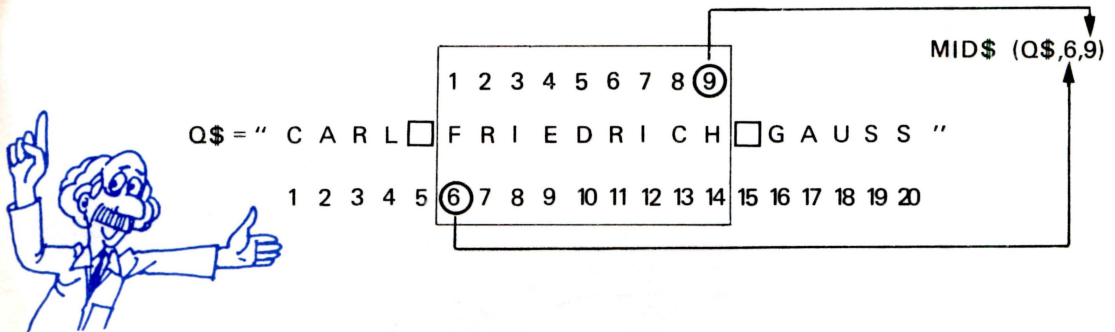 MID$ (Q$,6,9)
1 2 3 4 5 6 7 8 9
Q$ = " C A R L □ F R I E D R I C H □ G A U S S "
1 2 3 4 5 6 7 8 9 10 11 12 13 14 15 16 17 18 19 20